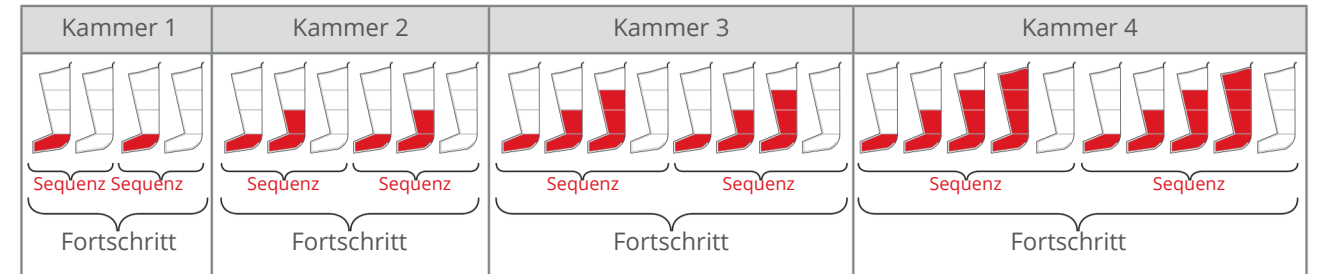 Kammer 1 Kammer 2 Kammer 3 Kammer 4
Sequenz Sequenz Sequenz Sequenz Sequenz Sequenz Sequenz Sequenz
Fortschritt Fortschritt Fortschritt Fortschritt